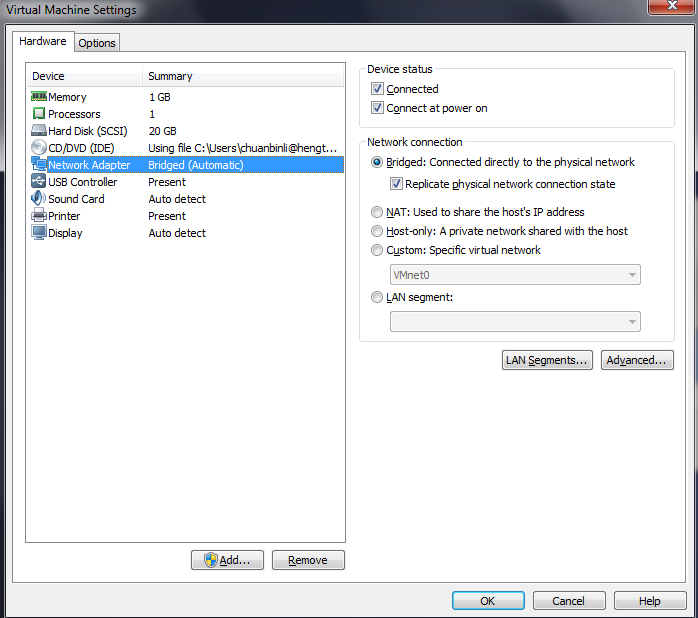 Virtual Machine Settings
Hardware
Options
Device Summary
Memory 1 GB
Processors 1
Hard Disk (SCSI) 20 GB
CD/DVD (IDE) Using file C:\Users\chuanbinli@hengt...
Network Adapter Bridged (Automatic)
USB Controller Present
Sound Card Auto detect
Printer Present
Display Auto detect
Add...
Remove
Device status
Connected
Connect at power on
Network connection
Bridged: Connected directly to the physical network
Replicate physical network connection state
NAT: Used to share the host's IP address
Host-only: A private network shared with the host
Custom: Specific virtual network
VMnet0
LAN segment:
LAN Segments...
Advanced...
OK
Cancel
Help